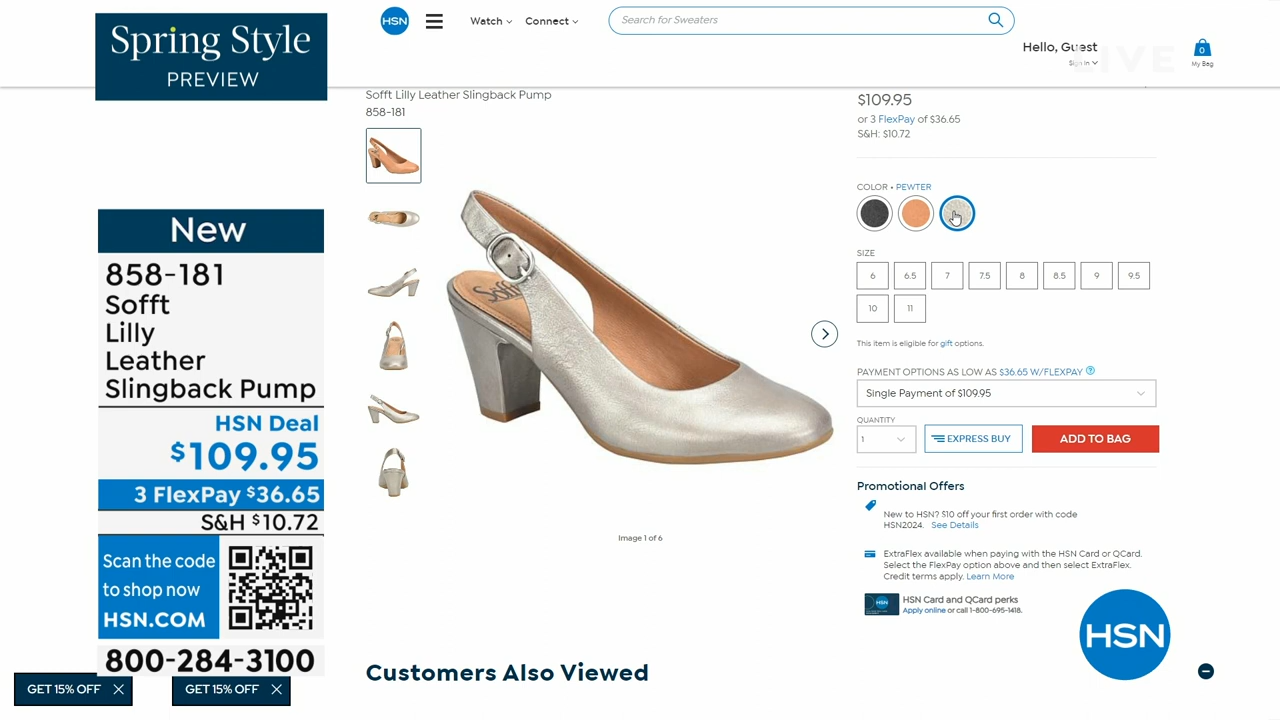 Spring Style
PREVIEW
HSN
Watch
Connect
Search for Sweaters
Hello, Guest
Sign In
LIVE
0
My Bag
Sofft Lilly Leather Slingback Pump
858-181
$109.95
or 3 FlexPay of $36.65
S&H: $10.72
COLOR • PEWTER
SIZE
6 6.5 7 7.5 8 8.5 9 9.5
10 11
This item is eligible for gift options.
PAYMENT OPTIONS AS LOW AS $36.65 W/FLEXPAY ?
Single Payment of $109.95
QUANTITY
1
EXPRESS BUY
ADD TO BAG
Promotional Offers
New to HSN? $10 off your first order with code
HSN2024. See Details
ExtraFlex available when paying with the HSN Card or QCard.
Select the FlexPay option above and then select ExtraFlex.
Credit terms apply. Learn More
HSN
HSN Card and QCard perks
Apply online or call 1-800-695-1418.
Sofft
Image 1 of 6
Customers Also Viewed
New
858-181
Sofft
Lilly
Leather
Slingback Pump
HSN Deal
$109.95
3 FlexPay $36.65
S&H $10.72
Scan the code
to shop now
HSN.COM
800-284-3100
GET 15% OFF
GET 15% OFF
HSN